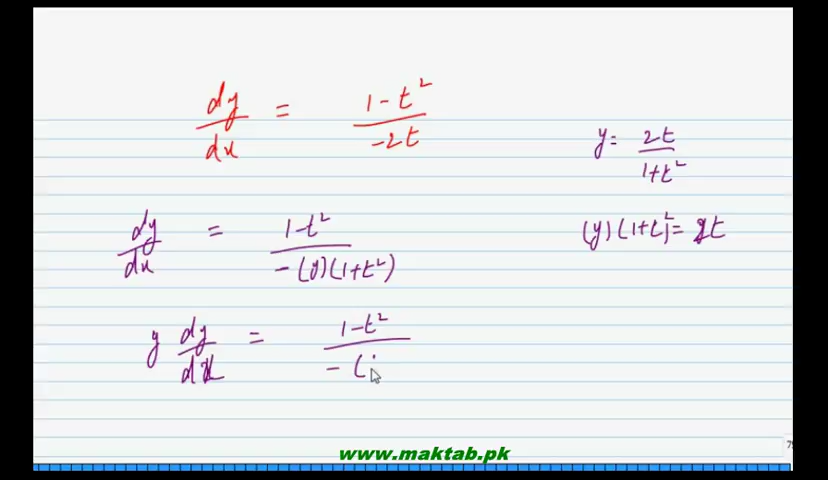 dy/dx = 1-t²/-2t
y = 2t/1+t²
dy/dx = 1-t²/-(y)(1+t²)
(y)(1+t²) = 2t
y dy/dx = 1-t²/-(
www.maktab.pk